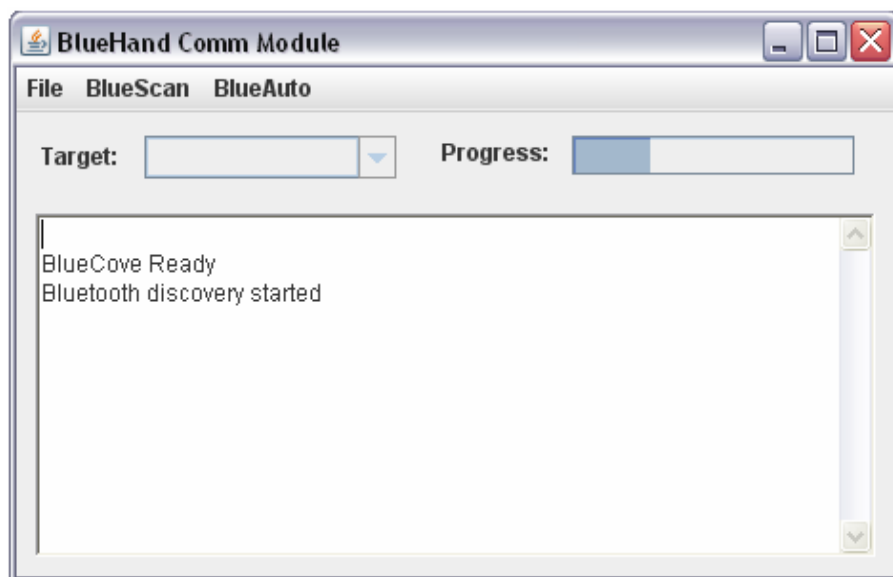 BlueHand Comm Module
File BlueScan BlueAuto
Target: Progress:
BlueCove Ready
Bluetooth discovery started